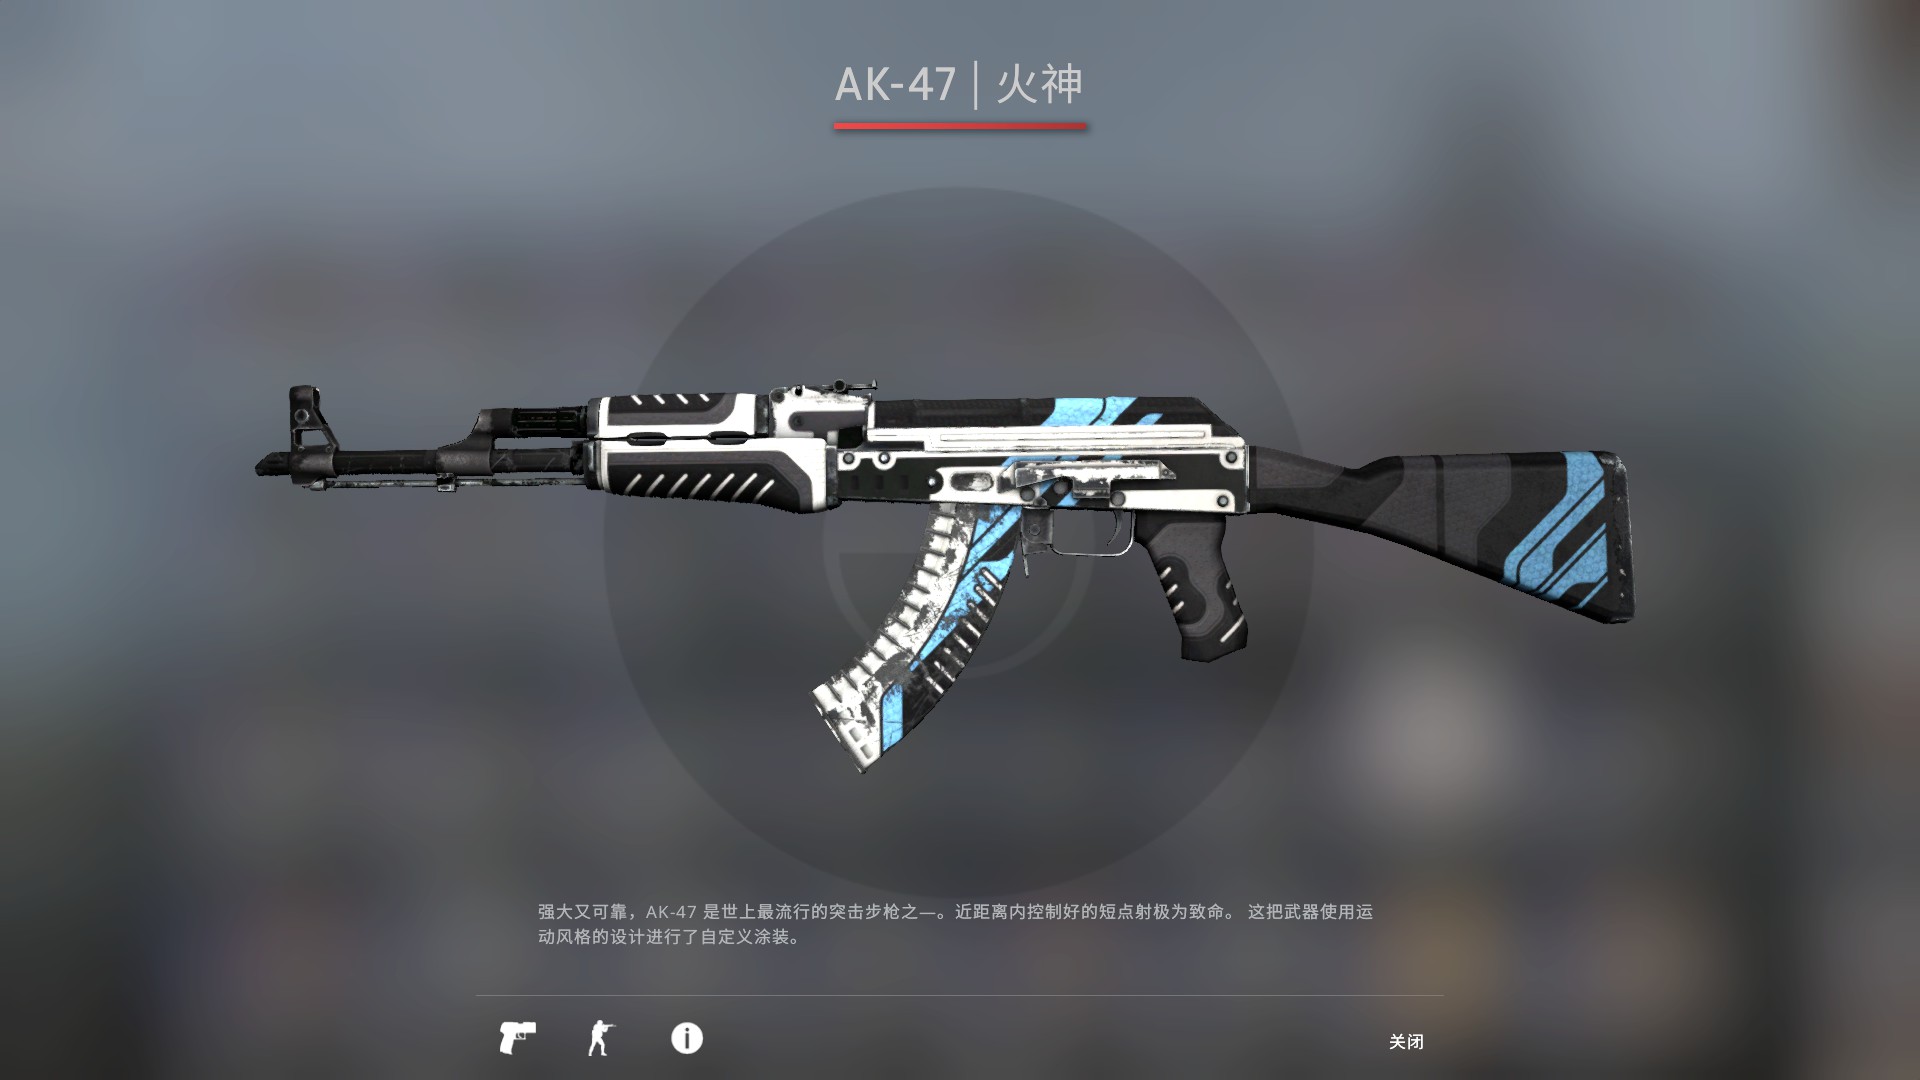 AK-47 | 火神
强大又可靠，AK-47 是世上最流行的突击步枪之一。近距离内控制好的短点射极为致命。 这把武器使用运
动风格的设计进行了自定义涂装。
关闭